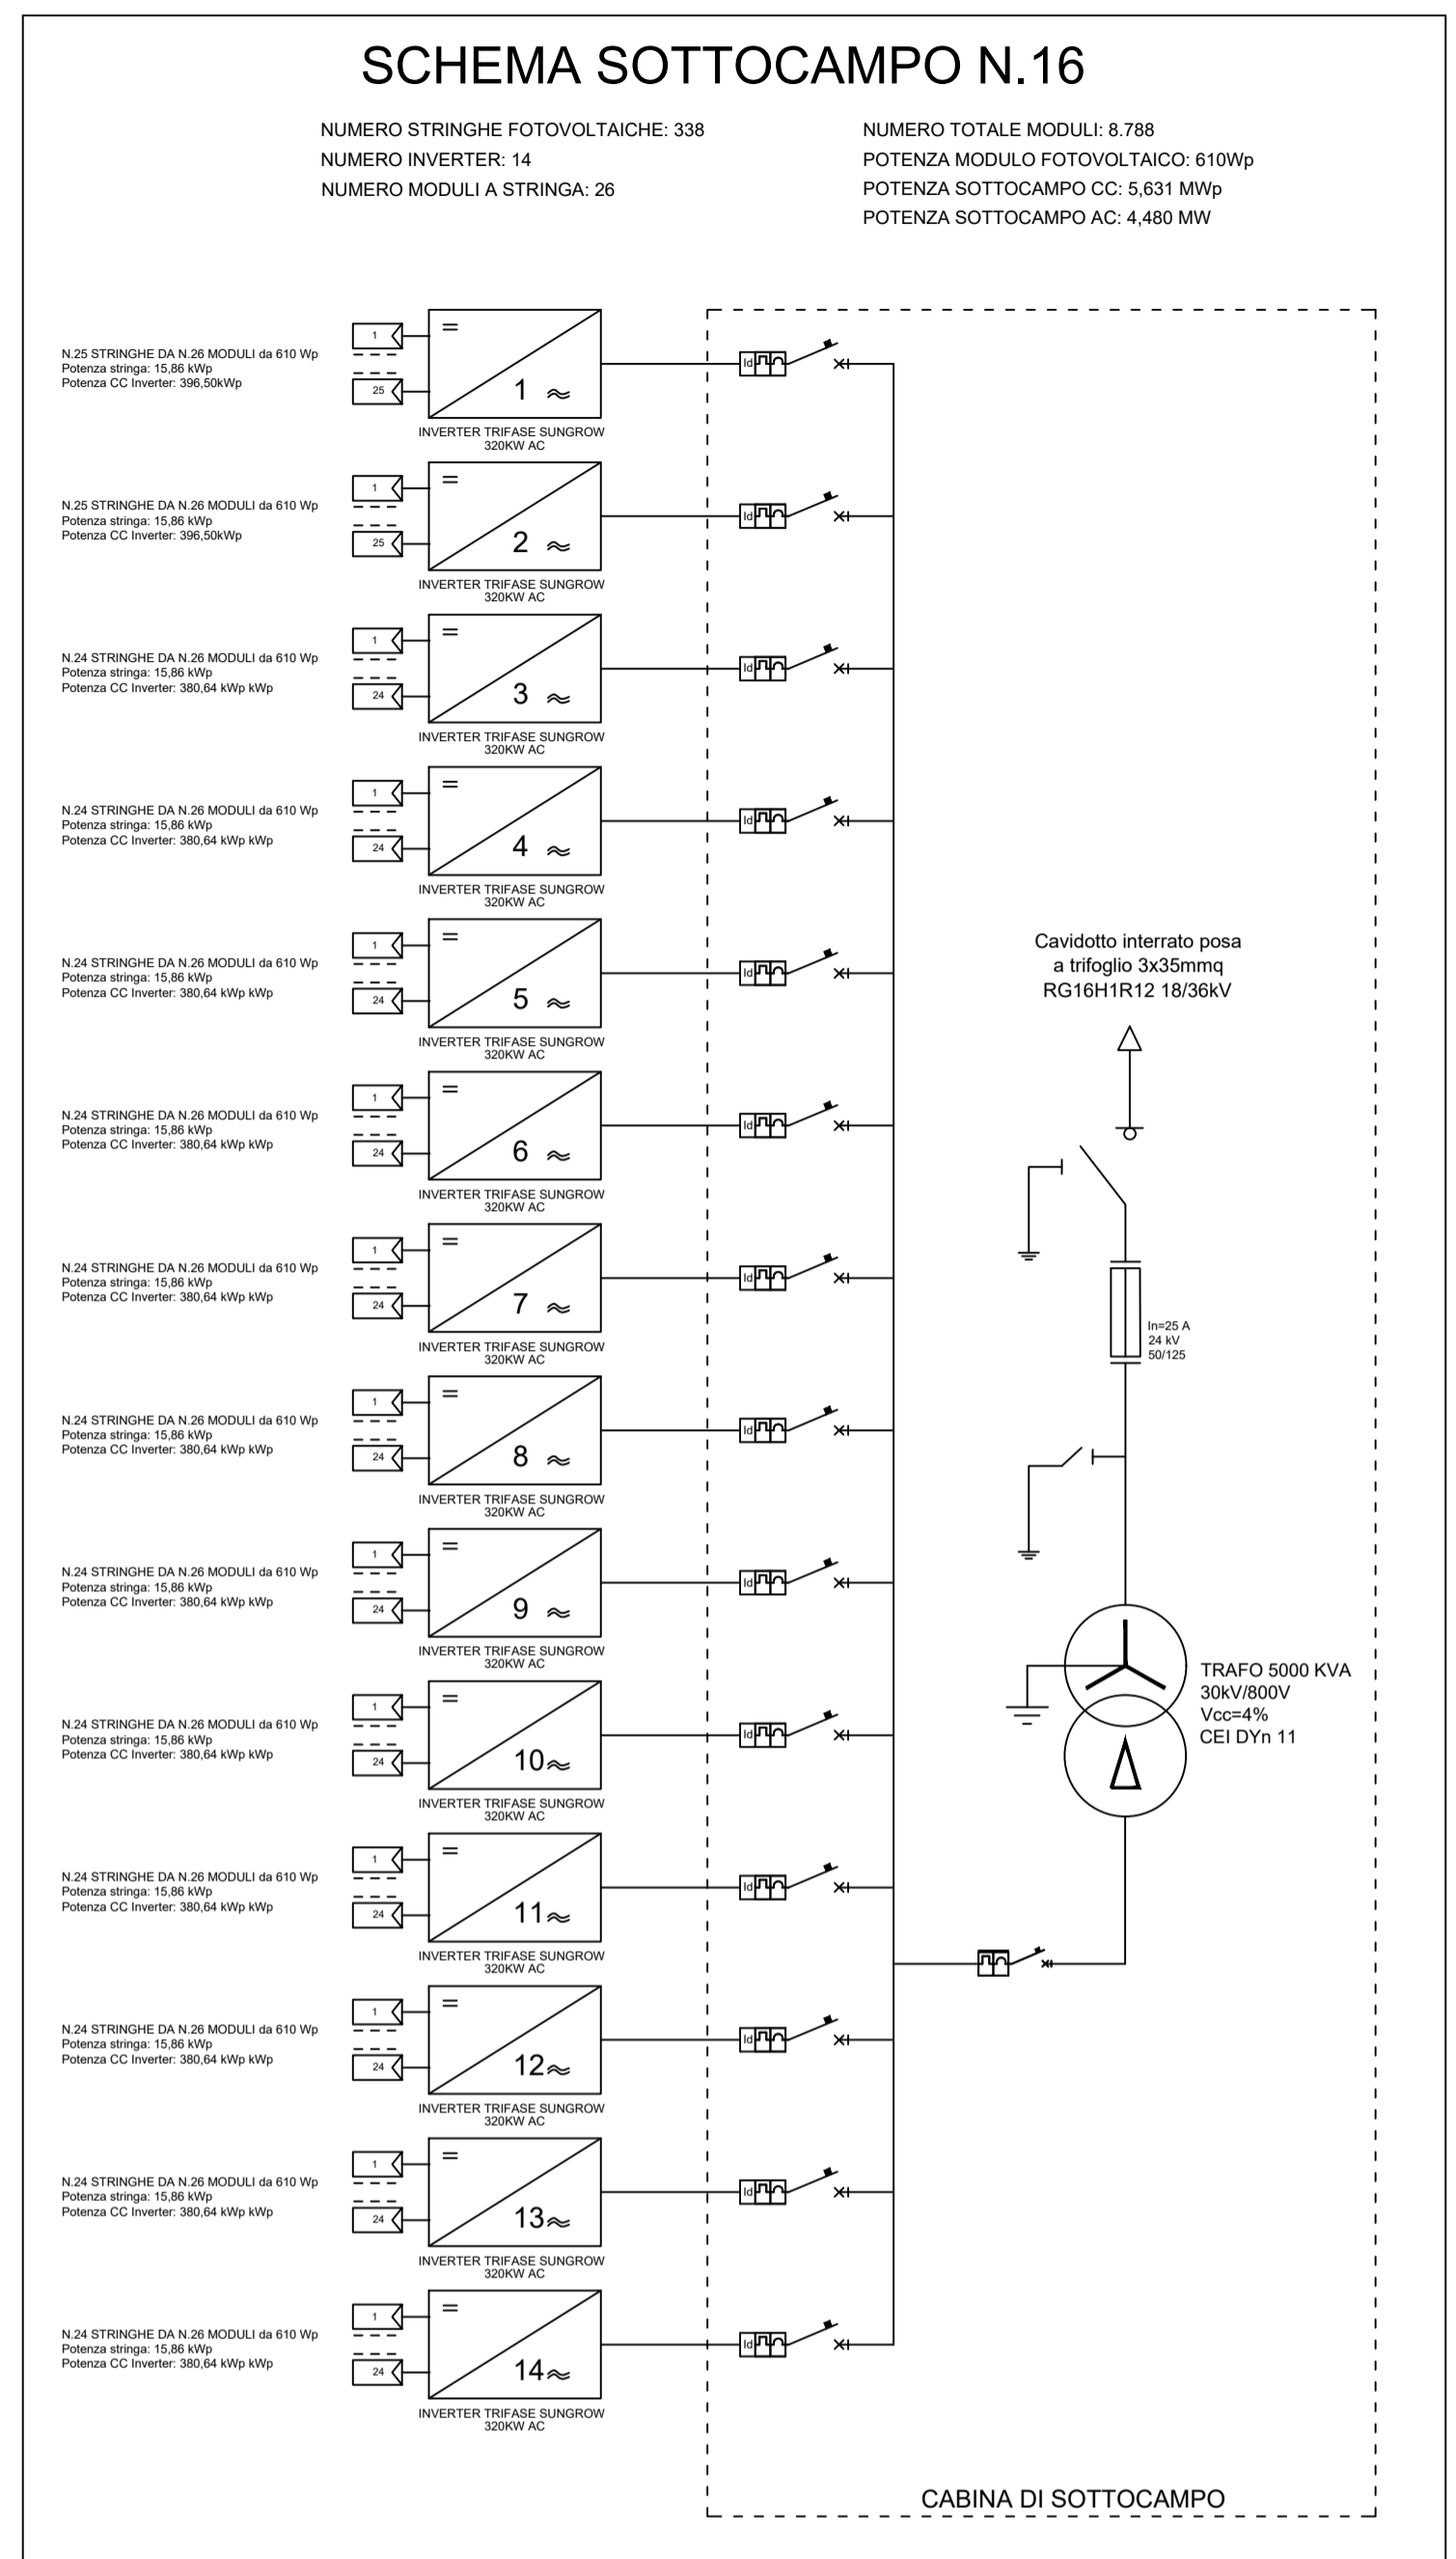 SCHEMA SOTTOCAMPO N.16
NUMERO STRINGHE FOTOVOLTAICHE: 338
NUMERO INVERTER: 14
NUMERO MODULI A STRINGA: 26
NUMERO TOTALE MODULI: 8.788
POTENZA MODULO FOTOVOLTAICO: 610Wp
POTENZA SOTTOCAMPO CC: 5,631 MWp
POTENZA SOTTOCAMPO AC: 4,480 MW
N.25 STRINGHE DA N.26 MODULI da 610 Wp
Potenza stringa: 15,86 kWp
Potenza CC Inverter: 396,50kWp
1
25
1
Id
INVERTER TRIFASE SUNGROW
320KW AC
N.25 STRINGHE DA N.26 MODULI da 610 Wp
Potenza stringa: 15,86 kWp
Potenza CC Inverter: 396,50kWp
1
25
2
Id
INVERTER TRIFASE SUNGROW
320KW AC
N.24 STRINGHE DA N.26 MODULI da 610 Wp
Potenza stringa: 15,86 kWp
Potenza CC Inverter: 380,64 kWp kWp
1
24
3
Id
INVERTER TRIFASE SUNGROW
320KW AC
N.24 STRINGHE DA N.26 MODULI da 610 Wp
Potenza stringa: 15,86 kWp
Potenza CC Inverter: 380,64 kWp kWp
1
24
4
Id
INVERTER TRIFASE SUNGROW
320KW AC
N.24 STRINGHE DA N.26 MODULI da 610 Wp
Potenza stringa: 15,86 kWp
Potenza CC Inverter: 380,64 kWp kWp
1
24
5
Id
INVERTER TRIFASE SUNGROW
320KW AC
N.24 STRINGHE DA N.26 MODULI da 610 Wp
Potenza stringa: 15,86 kWp
Potenza CC Inverter: 380,64 kWp kWp
1
24
6
Id
INVERTER TRIFASE SUNGROW
320KW AC
N.24 STRINGHE DA N.26 MODULI da 610 Wp
Potenza stringa: 15,86 kWp
Potenza CC Inverter: 380,64 kWp kWp
1
24
7
Id
INVERTER TRIFASE SUNGROW
320KW AC
N.24 STRINGHE DA N.26 MODULI da 610 Wp
Potenza stringa: 15,86 kWp
Potenza CC Inverter: 380,64 kWp kWp
1
24
8
Id
INVERTER TRIFASE SUNGROW
320KW AC
N.24 STRINGHE DA N.26 MODULI da 610 Wp
Potenza stringa: 15,86 kWp
Potenza CC Inverter: 380,64 kWp kWp
1
24
9
Id
INVERTER TRIFASE SUNGROW
320KW AC
N.24 STRINGHE DA N.26 MODULI da 610 Wp
Potenza stringa: 15,86 kWp
Potenza CC Inverter: 380,64 kWp kWp
1
24
10
Id
INVERTER TRIFASE SUNGROW
320KW AC
N.24 STRINGHE DA N.26 MODULI da 610 Wp
Potenza stringa: 15,86 kWp
Potenza CC Inverter: 380,64 kWp kWp
1
24
11
Id
INVERTER TRIFASE SUNGROW
320KW AC
N.24 STRINGHE DA N.26 MODULI da 610 Wp
Potenza stringa: 15,86 kWp
Potenza CC Inverter: 380,64 kWp kWp
1
24
12
Id
INVERTER TRIFASE SUNGROW
320KW AC
N.24 STRINGHE DA N.26 MODULI da 610 Wp
Potenza stringa: 15,86 kWp
Potenza CC Inverter: 380,64 kWp kWp
1
24
13
Id
INVERTER TRIFASE SUNGROW
320KW AC
N.24 STRINGHE DA N.26 MODULI da 610 Wp
Potenza stringa: 15,86 kWp
Potenza CC Inverter: 380,64 kWp kWp
1
24
14
Id
INVERTER TRIFASE SUNGROW
320KW AC
Cavidotto interrato posa
a trifoglio 3x35mmq
RG16H1R12 18/36kV
In=25 A
24 kV
50/125
TRAFO 5000 KVA
30kV/800V
Vcc=4%
CEI DYn 11
CABINA DI SOTTOCAMPO